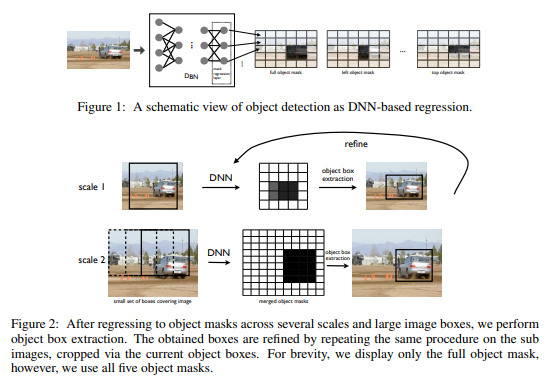 DBN
mask
regression
layer
full object mask
left object mask
...
top object mask
Figure 1: A schematic view of object detection as DNN-based regression.
refine
scale 1
DNN
object box
extraction
scale 2
DNN
object box
extraction
small set of boxes covering image
merged object masks
Figure 2: After regressing to object masks across several scales and large image boxes, we perform
object box extraction. The obtained boxes are refined by repeating the same procedure on the sub
images, cropped via the current object boxes. For brevity, we display only the full object mask,
however, we use all five object masks.